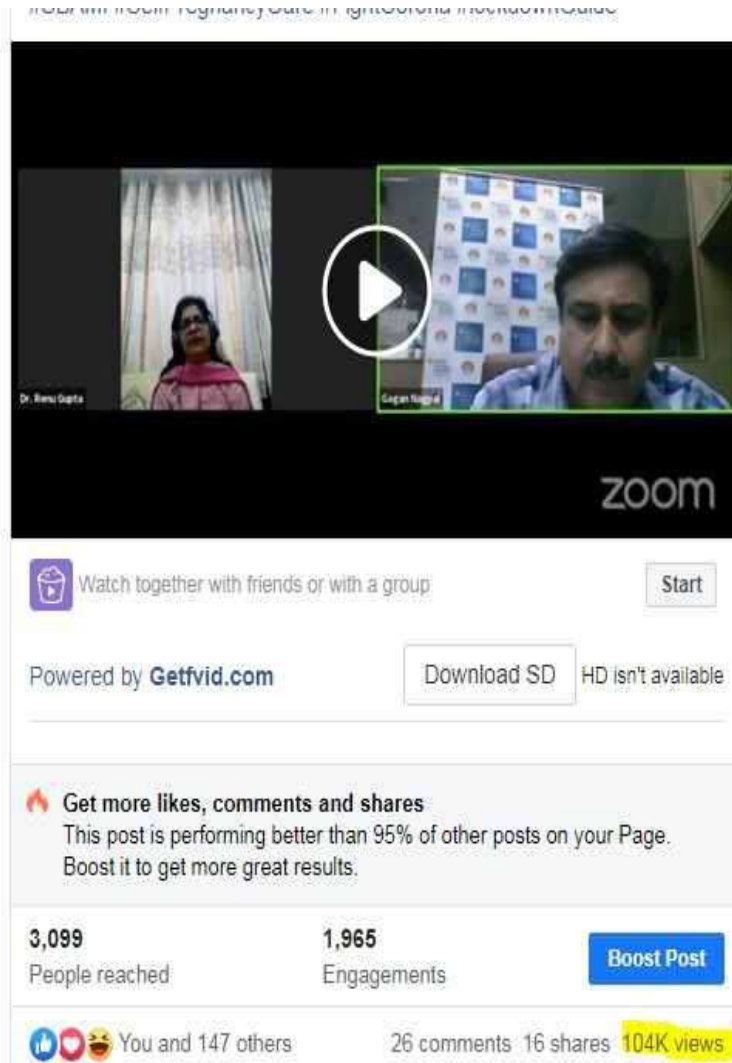 Dr. Renu Gupta
Gagan Nagpal
zoom
Watch together with friends or with a group
Start
Powered by Getfvid.com
Download SD
HD isn't available
Get more likes, comments and shares
This post is performing better than 95% of other posts on your Page.
Boost it to get more great results.
3,099
1,965
People reached
Engagements
Boost Post
You and 147 others
26 comments 16 shares 104K views